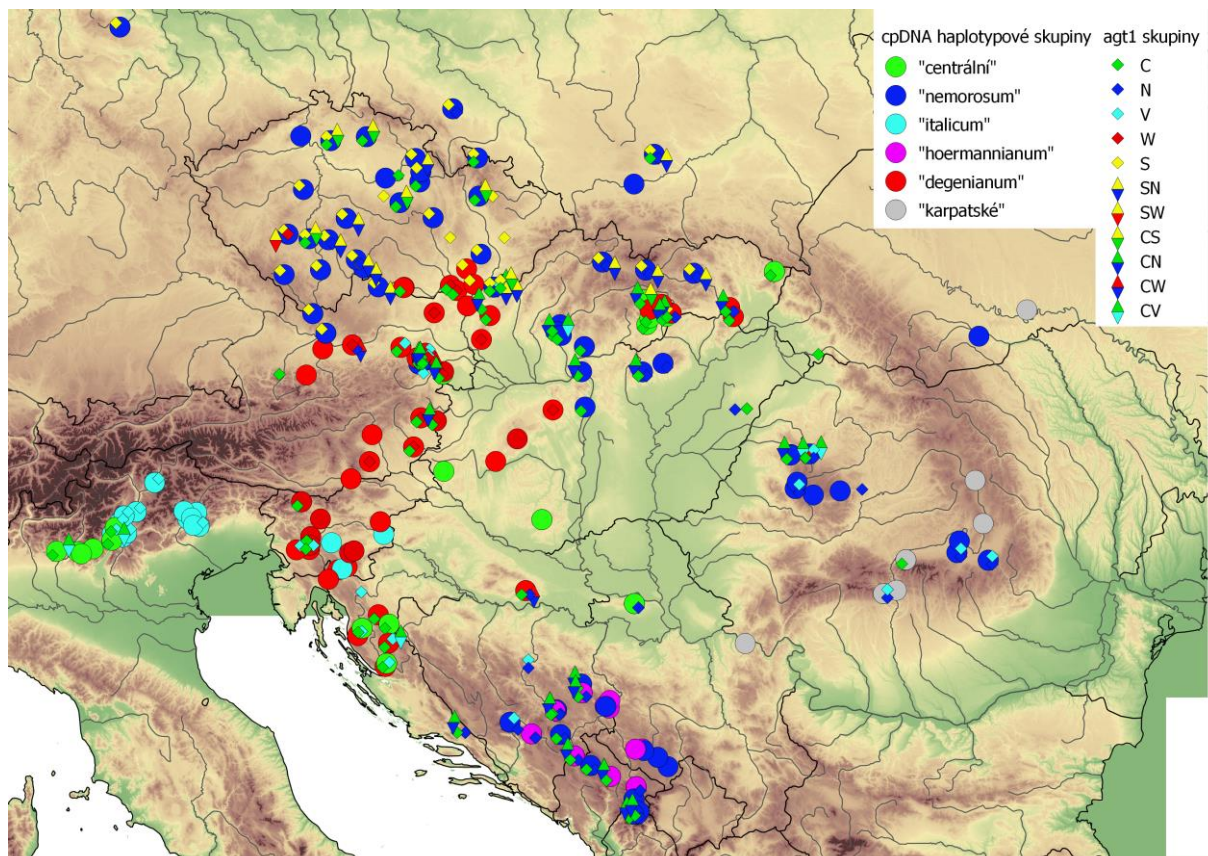 cpDNA haplotypové skupiny
"centrální"
"nemorosum"
"italicum"
"hoermannianum"
"degenianum"
"karpatské"
agt1 skupiny
C
N
V
W
S
SN
SW
CS
CN
CW
CV